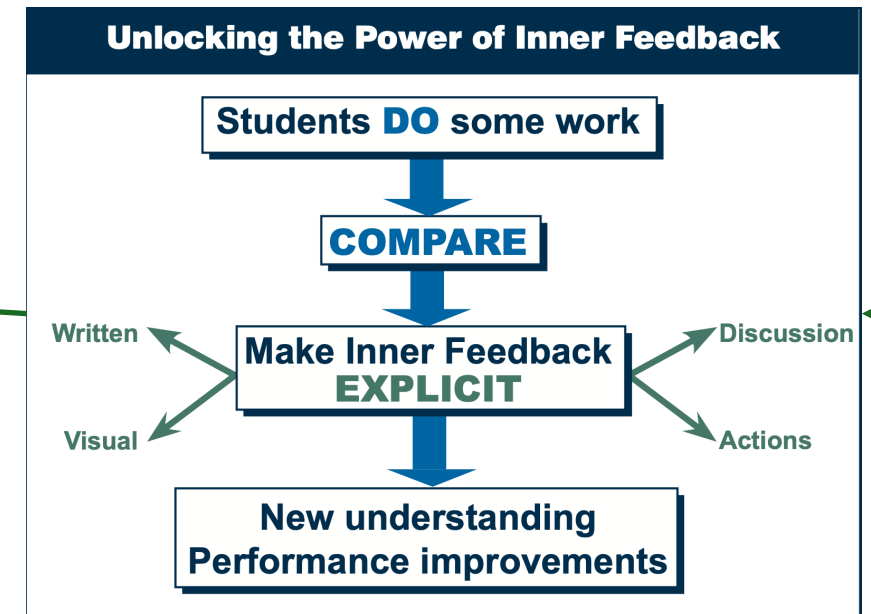 Unlocking the Power of Inner Feedback
Students DO some work
COMPARE
Written
Discussion
Make Inner Feedback
EXPLICIT
Visual
Actions
New understanding
Performance improvements